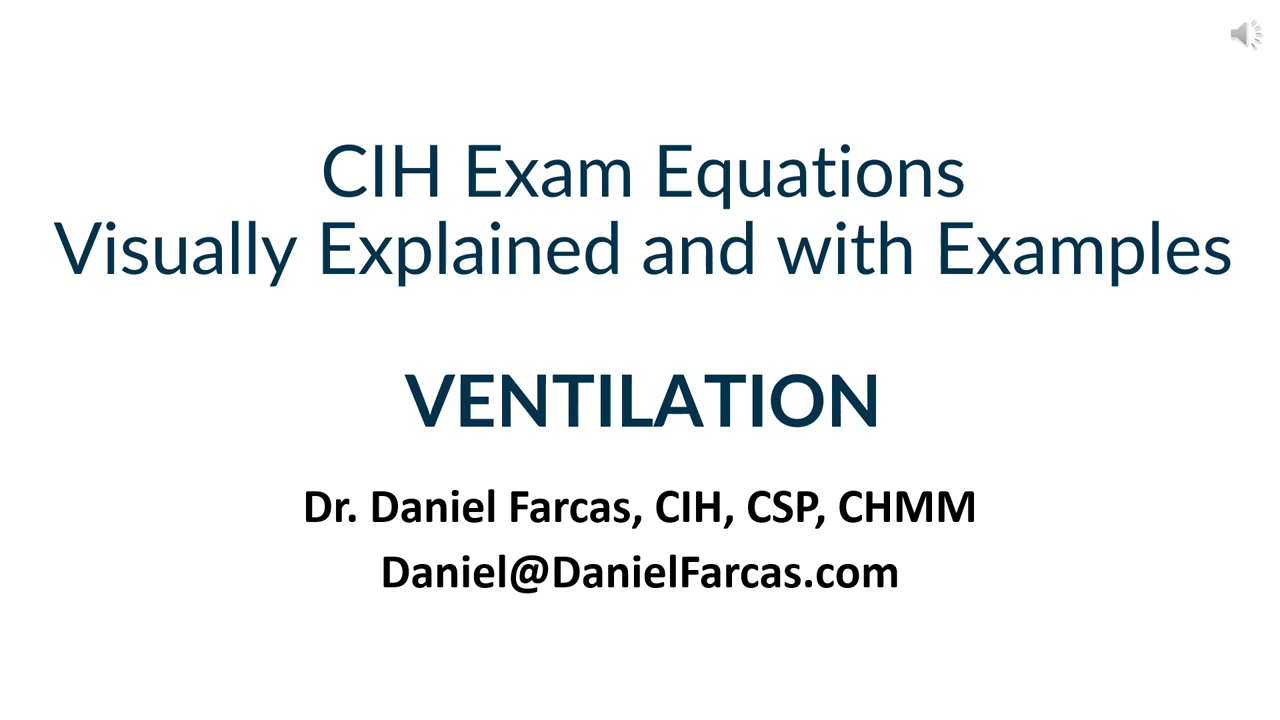 CIH Exam Equations
Visually Explained and with Examples
VENTILATION
Dr. Daniel Farcas, CIH, CSP, CHMM
Daniel@DanielFarcas.com